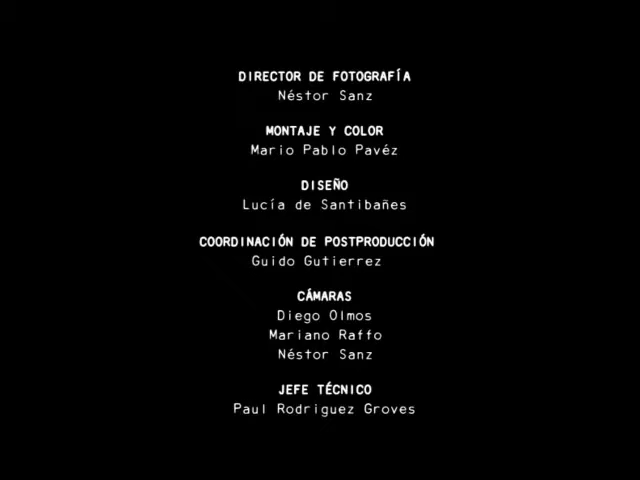 DIRECTOR DE FOTOGRAFÍA
Néstor Sanz
MONTAJE Y COLOR
Mario Pablo Pavéz
DISEÑO
Lucía de Santibañes
COORDINACIÓN DE POSTPRODUCCIÓN
Guido Gutierrez
CÁMARAS
Diego Olmos
Mariano Raffo
Néstor Sanz
JEFE TÉCNICO
Paul Rodriguez Groves